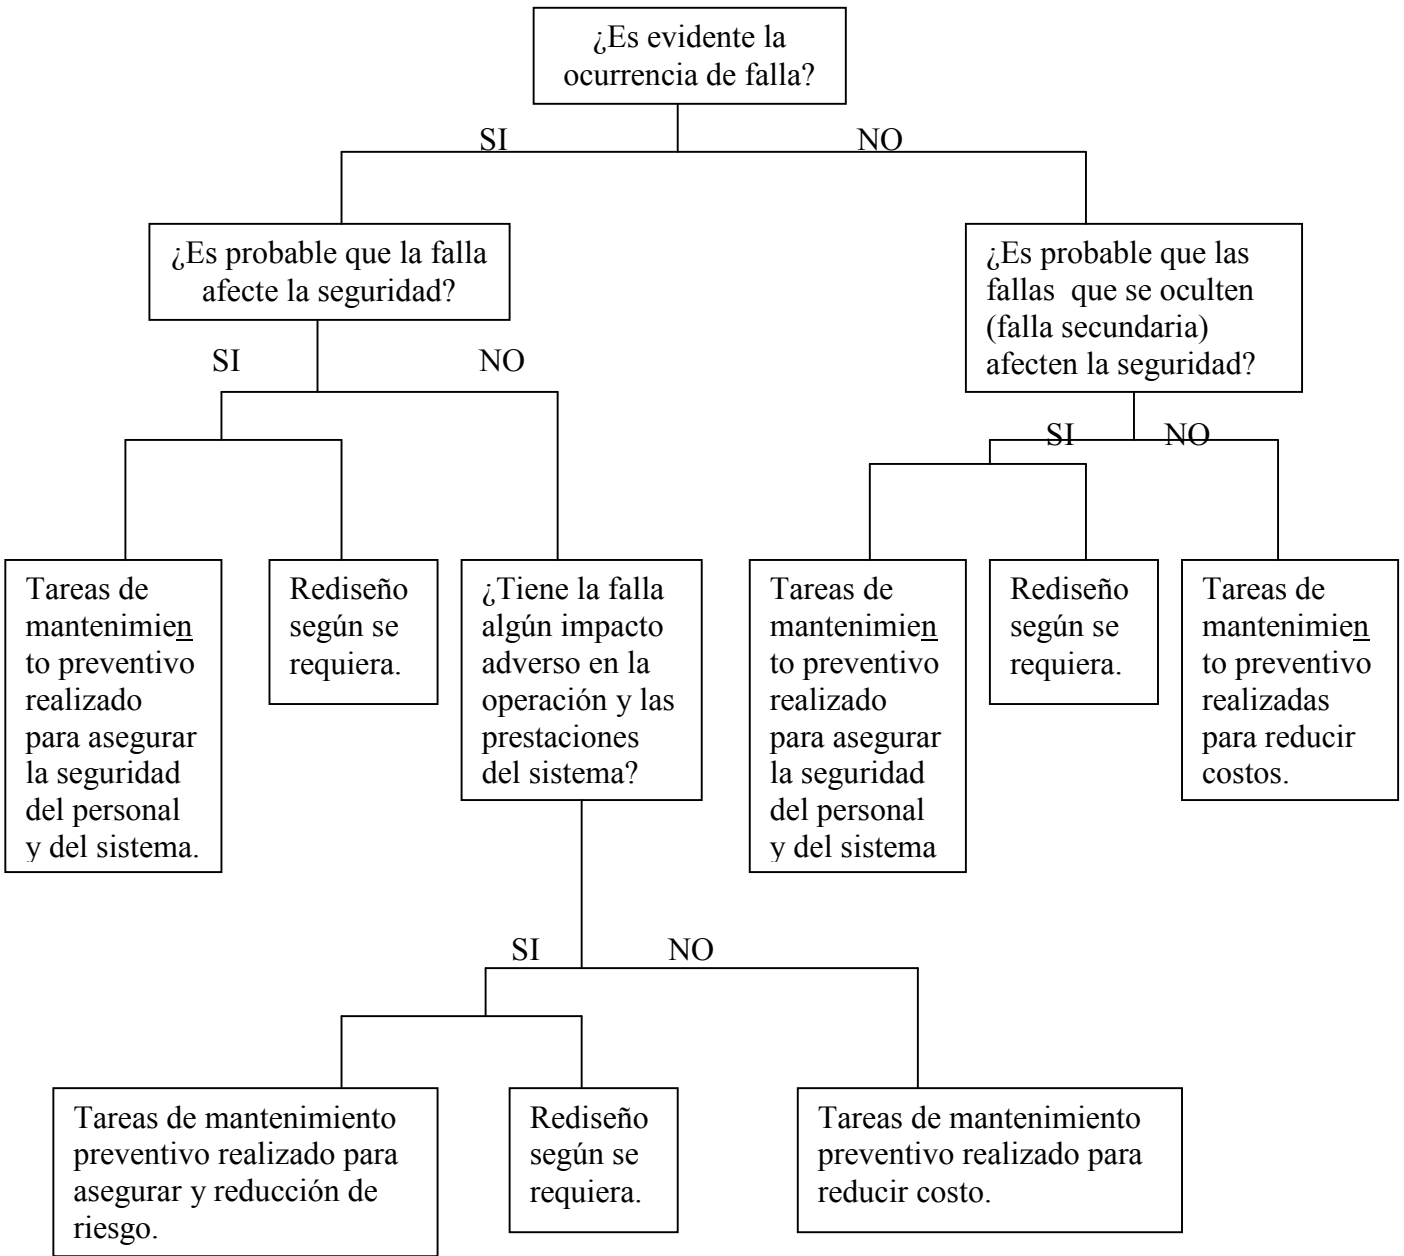 ¿Es evidente la
ocurrencia de falla?
SI
NO
¿Es probable que la falla
afecte la seguridad?
¿Es probable que las
fallas  que se oculten
(falla secundaria)
afecten la seguridad?
SI
NO
SI
NO
Tareas de
mantenimien
to preventivo
realizado
para asegurar
la seguridad
del personal
y del sistema.
Rediseño
según se
requiera.
¿Tiene la falla
algún impacto
adverso en la
operación y las
prestaciones
del sistema?
Tareas de
mantenimien
to preventivo
realizado
para asegurar
la seguridad
del personal
y del sistema
Rediseño
según se
requiera.
Tareas de
mantenimien
to preventivo
realizadas
para reducir
costos.
SI
NO
Tareas de mantenimiento
preventivo realizado para
asegurar y reducción de
riesgo.
Rediseño
según se
requiera.
Tareas de mantenimiento
preventivo realizado para
reducir costo.